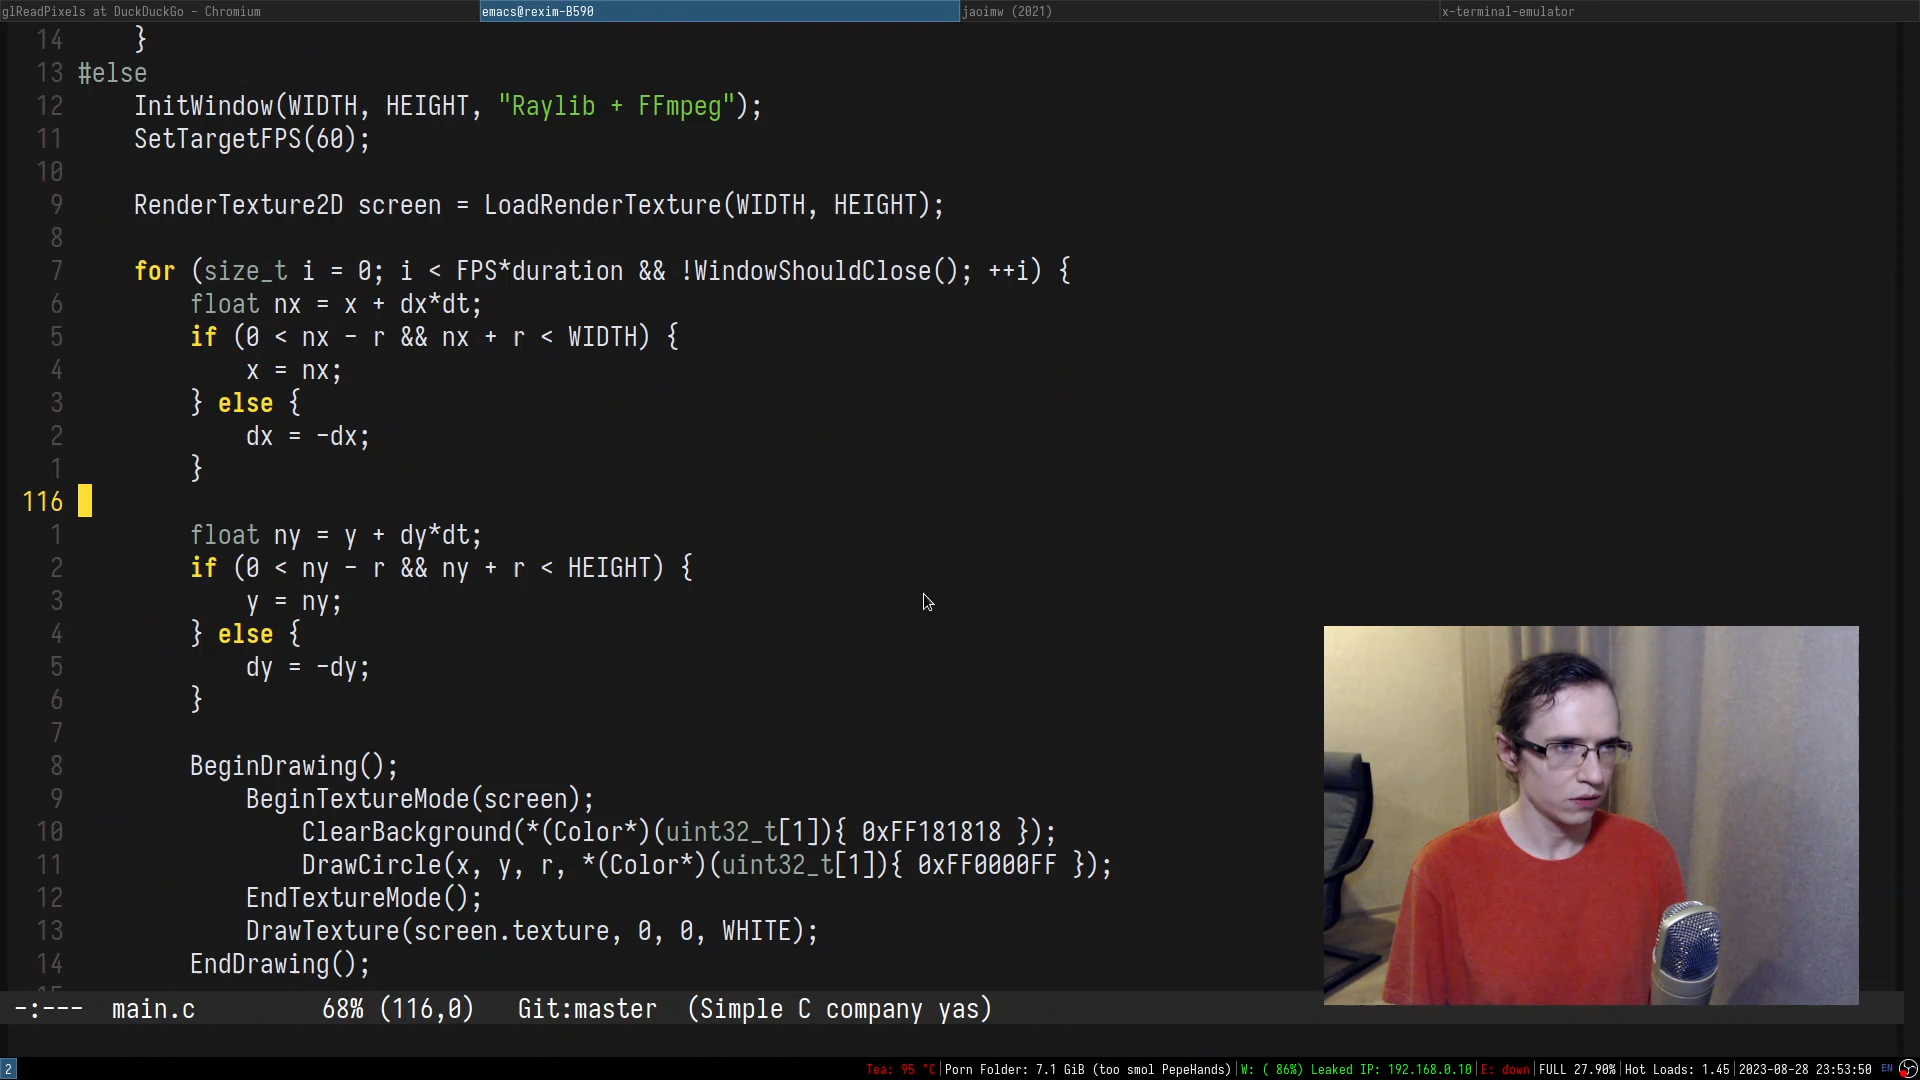 glReadPixels at DuckDuckGo - Chromium
emacs@rexim-B590
jaoimw (2021)
x-terminal-emulator
14     }
13 #else
12     InitWindow(WIDTH, HEIGHT, "Raylib + FFmpeg");
11     SetTargetFPS(60);
10
9     RenderTexture2D screen = LoadRenderTexture(WIDTH, HEIGHT);
8
7     for (size_t i = 0; i < FPS*duration && !WindowShouldClose(); ++i) {
6         float nx = x + dx*dt;
5         if (0 < nx - r && nx + r < WIDTH) {
4             x = nx;
3         } else {
2             dx = -dx;
1         }
116
1         float ny = y + dy*dt;
2         if (0 < ny - r && ny + r < HEIGHT) {
3             y = ny;
4         } else {
5             dy = -dy;
6         }
7
8         BeginDrawing();
9             BeginTextureMode(screen);
10                ClearBackground(*(Color*)(uint32_t[1]){ 0xFF181818 });
11                DrawCircle(x, y, r, *(Color*)(uint32_t[1]){ 0xFF0000FF });
12            EndTextureMode();
13            DrawTexture(screen.texture, 0, 0, WHITE);
14        EndDrawing();
-:--- main.c 68% (116,0) Git:master (Simple C company yas)
2 Tea: 95 °C|Porn Folder: 7.1 GiB (too smol PepeHands)|W: ( 86%) Leaked IP: 192.168.0.10|E: down|FULL 27.90%|Hot Loads: 1.45|2023-08-28 23:53:50 EN